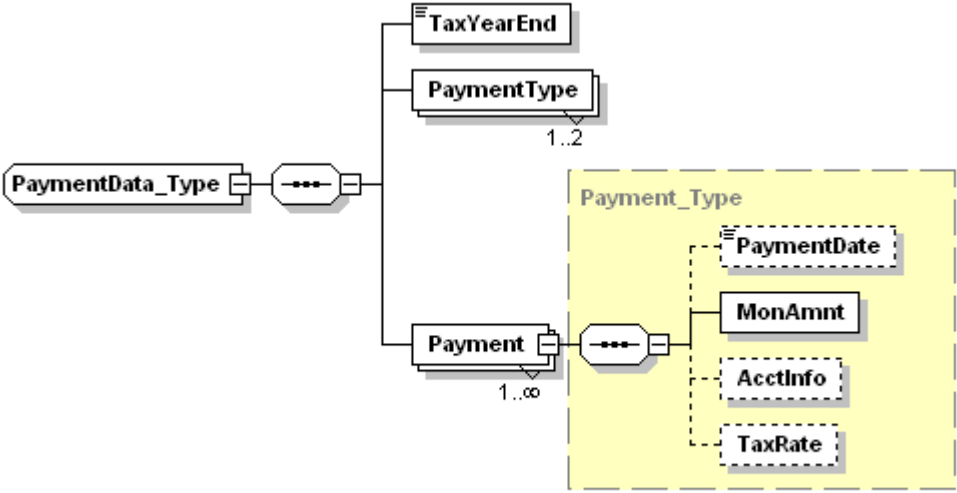 TaxYearEnd
PaymentType
1..2
PaymentData_Type
Payment_Type
PaymentDate
MonAmnt
Payment
1..∞
AcctInfo
TaxRate